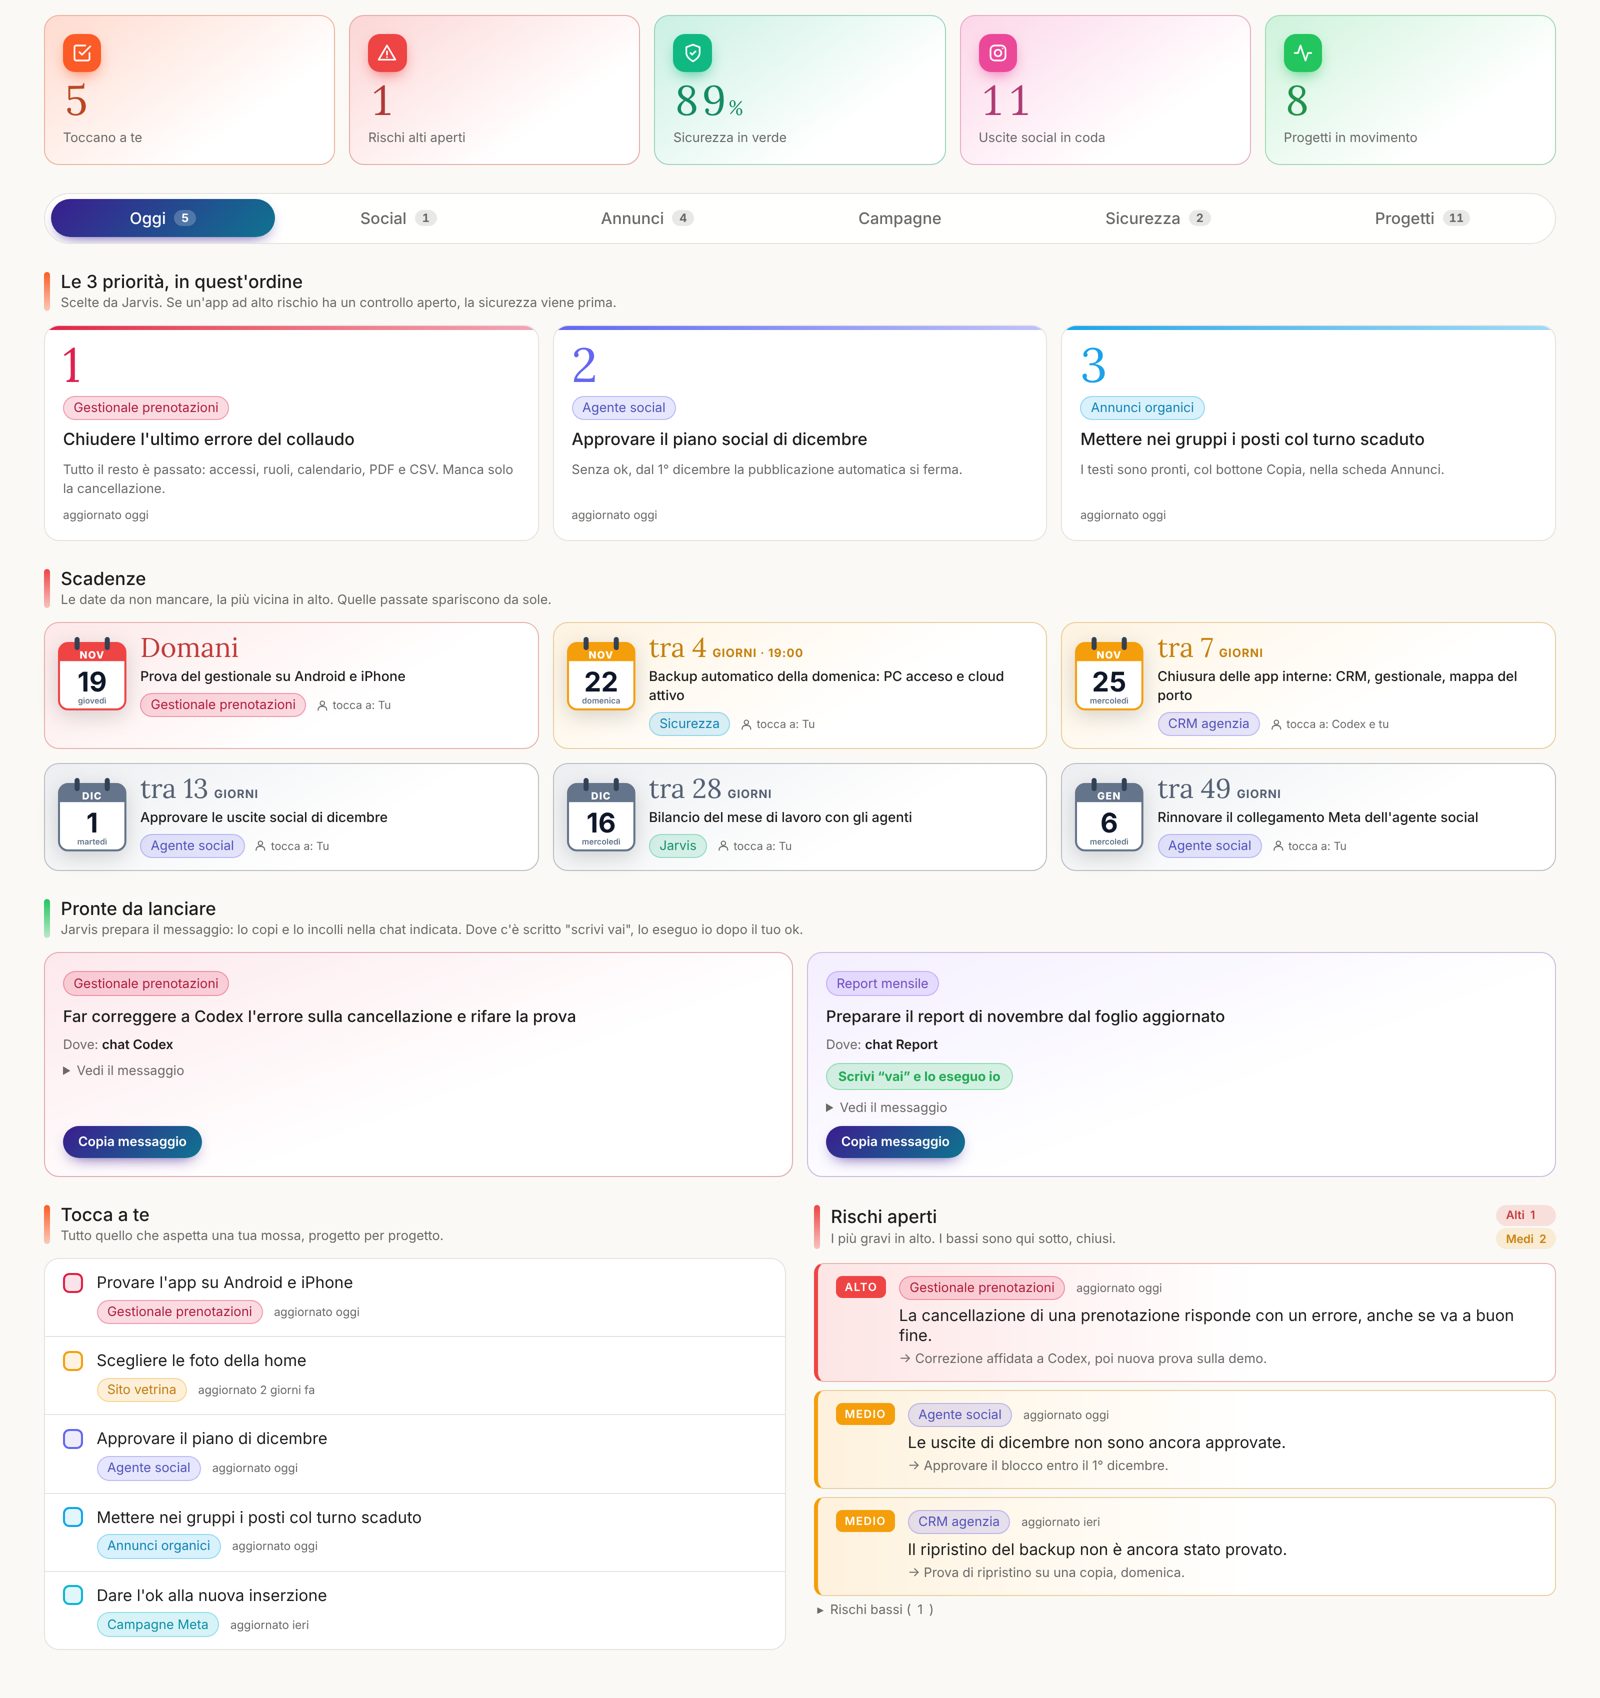 5
Toccano a te
1
Rischi alti aperti
89%
Sicurezza in verde
11
Uscite social in coda
8
Progetti in movimento
Oggi 5
Social 1
Annunci 4
Campagne
Sicurezza 2
Progetti 11
Le 3 priorità, in quest'ordine
Scelte da Jarvis. Se un'app ad alto rischio ha un controllo aperto, la sicurezza viene prima.
1
Gestionale prenotazioni
Chiudere l'ultimo errore del collaudo
Tutto il resto è passato: accessi, ruoli, calendario, PDF e CSV. Manca solo
la cancellazione.
aggiornato oggi
2
Agente social
Approvare il piano social di dicembre
Senza ok, dal 1° dicembre la pubblicazione automatica si ferma.
aggiornato oggi
3
Annunci organici
Mettere nei gruppi i posti col turno scaduto
I testi sono pronti, col bottone Copia, nella scheda Annunci.
aggiornato oggi
Scadenze
Le date da non mancare, la più vicina in alto. Quelle passate spariscono da sole.
NOV
19
giovedì
Domani
Prova del gestionale su Android e iPhone
Gestionale prenotazioni tocca a: Tu
NOV
22
domenica
tra 4 GIORNI · 19:00
Backup automatico della domenica: PC acceso e cloud
attivo
Sicurezza tocca a: Tu
NOV
25
mercoledì
tra 7 GIORNI
Chiusura delle app interne: CRM, gestionale, mappa del
porto
CRM agenzia tocca a: Codex e tu
DIC
1
martedì
tra 13 GIORNI
Approvare le uscite social di dicembre
Agente social tocca a: Tu
DIC
16
mercoledì
tra 28 GIORNI
Bilancio del mese di lavoro con gli agenti
Jarvis tocca a: Tu
GEN
6
mercoledì
tra 49 GIORNI
Rinnovare il collegamento Meta dell'agente social
Agente social tocca a: Tu
Pronte da lanciare
Jarvis prepara il messaggio: lo copi e lo incolli nella chat indicata. Dove c'è scritto "scrivi vai", lo eseguo io dopo il tuo ok.
Gestionale prenotazioni
Far correggere a Codex l'errore sulla cancellazione e rifare la prova
Dove: chat Codex
Vedi il messaggio
Copia messaggio
Report mensile
Preparare il report di novembre dal foglio aggiornato
Dove: chat Report
Scrivi “vai” e lo eseguo io
Vedi il messaggio
Copia messaggio
Tocca a te
Tutto quello che aspetta una tua mossa, progetto per progetto.
Provare l'app su Android e iPhone
Gestionale prenotazioni aggiornato oggi
Scegliere le foto della home
Sito vetrina aggiornato 2 giorni fa
Approvare il piano di dicembre
Agente social aggiornato oggi
Mettere nei gruppi i posti col turno scaduto
Annunci organici aggiornato oggi
Dare l'ok alla nuova inserzione
Campagne Meta aggiornato ieri
Rischi aperti
I più gravi in alto. I bassi sono qui sotto, chiusi.
Alti 1
Medi 2
ALTO Gestionale prenotazioni aggiornato oggi
La cancellazione di una prenotazione risponde con un errore, anche se va a buon
fine.
→ Correzione affidata a Codex, poi nuova prova sulla demo.
MEDIO Agente social aggiornato oggi
Le uscite di dicembre non sono ancora approvate.
→ Approvare il blocco entro il 1° dicembre.
MEDIO CRM agenzia aggiornato ieri
Il ripristino del backup non è ancora stato provato.
→ Prova di ripristino su una copia, domenica.
Rischi bassi ( 1 )